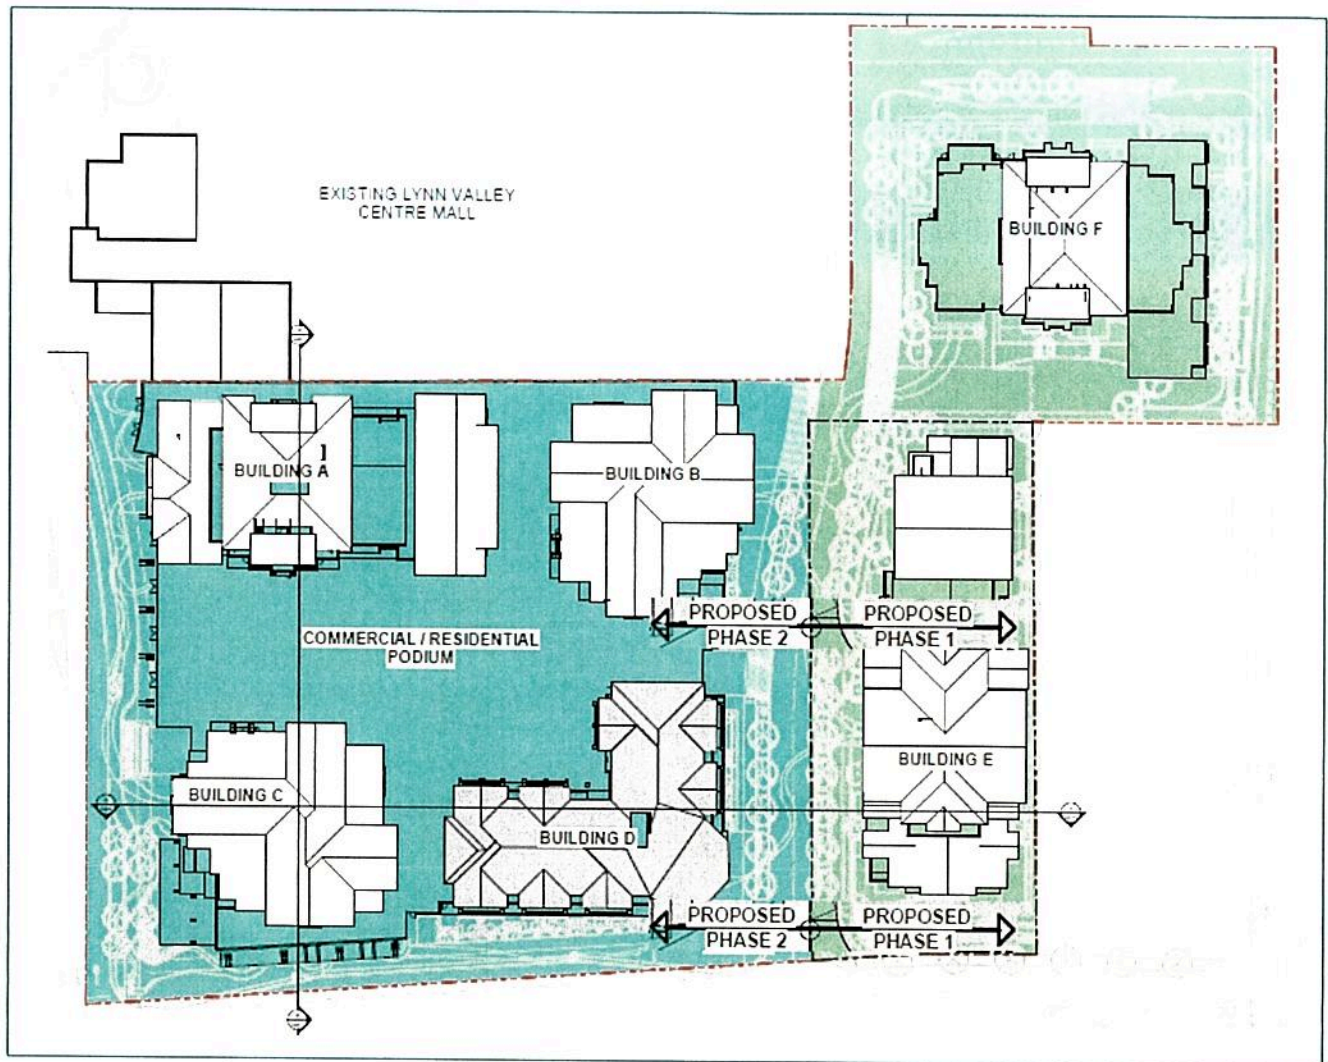 EXISTING LYNN VALLEY
CENTRE MALL
BUILDING F
BUILDING A
BUILDING B
PROPOSED
PHASE 2
PROPOSED
PHASE 1
COMMERCIAL / RESIDENTIAL
PODIUM
BUILDING E
BUILDING C
BUILDING D
PROPOSED
PHASE 2
PROPOSED
PHASE 1